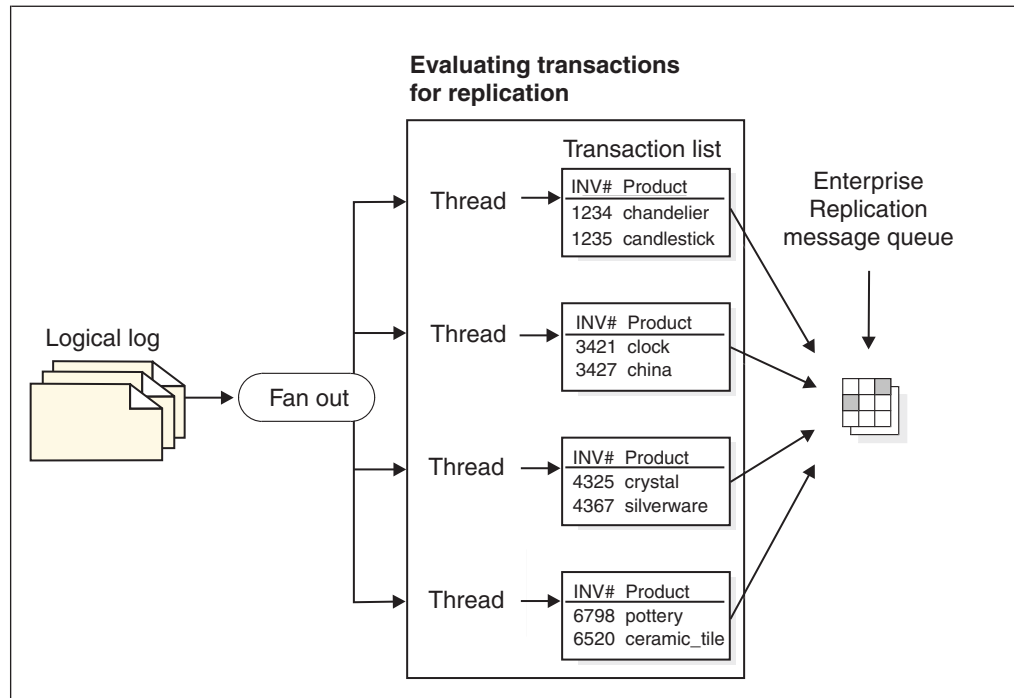 Evaluating transactions
for replication
Transaction list
Thread
INV# Product
1234 chandelier
1235 candlestick
Enterprise
Replication
message queue
Thread
INV# Product
3421 clock
3427 china
Logical log
Fan out
Thread
INV# Product
4325 crystal
4367 silverware
Thread
INV# Product
6798 pottery
6520 ceramic_tile